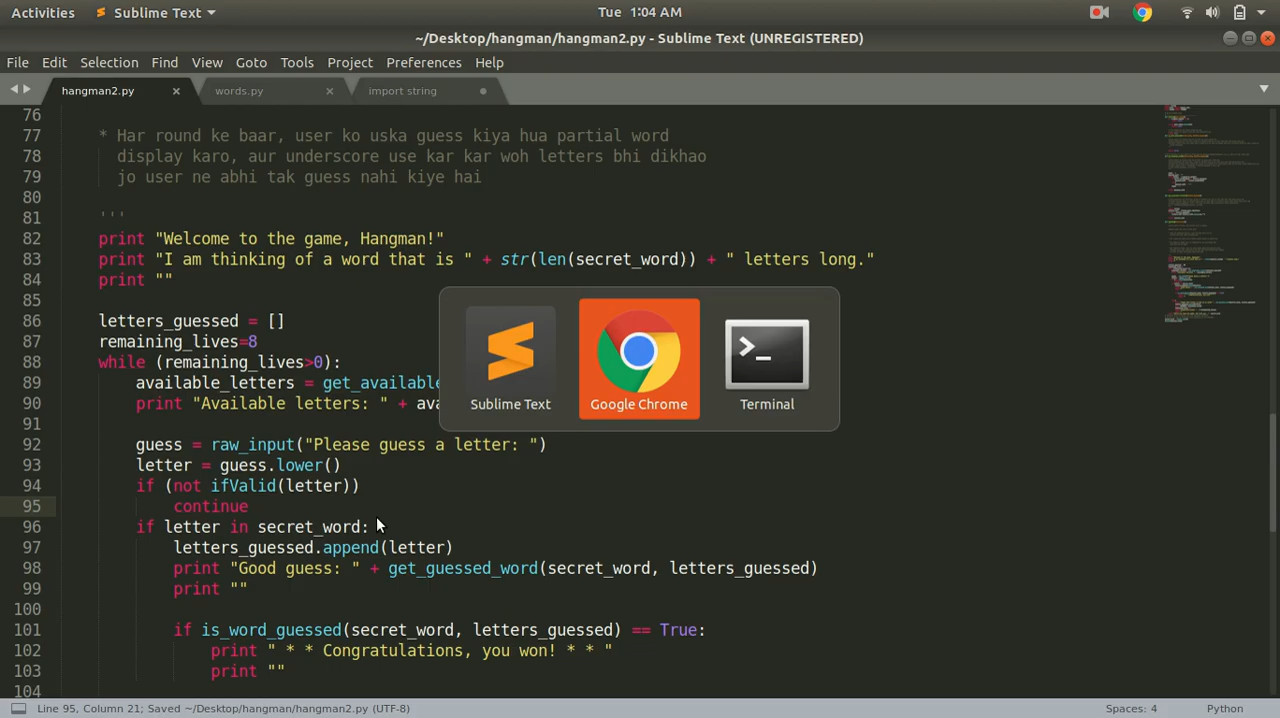 Activities Sublime Text Tue 1:04 AM
~/Desktop/hangman/hangman2.py - Sublime Text (UNREGISTERED)
File Edit Selection Find View Goto Tools Project Preferences Help
hangman2.py × words.py × import string
76
77 * Har round ke baar, user ko uska guess kiya hua partial word
78 display karo, aur underscore use kar kar woh letters bhi dikhao
79 jo user ne abhi tak guess nahi kiye hai
80
81 '''
82 print "Welcome to the game, Hangman!"
83 print "I am thinking of a word that is " + str(len(secret_word)) + " letters long."
84 print ""
85
86 letters_guessed = []
87 remaining_lives=8
88 while (remaining_lives>0):
89 available_letters = get_available
90 print "Available letters: " + ava
91
92 guess = raw_input("Please guess a letter: ")
93 letter = guess.lower()
94 if (not ifValid(letter))
95 continue
96 if letter in secret_word:
97 letters_guessed.append(letter)
98 print "Good guess: " + get_guessed_word(secret_word, letters_guessed)
99 print ""
100
101 if is_word_guessed(secret_word, letters_guessed) == True:
102 print " * * Congratulations, you won! * * "
103 print ""
104
Sublime Text Google Chrome Terminal
Line 95, Column 21; Saved ~/Desktop/hangman/hangman2.py (UTF-8) Spaces: 4 Python